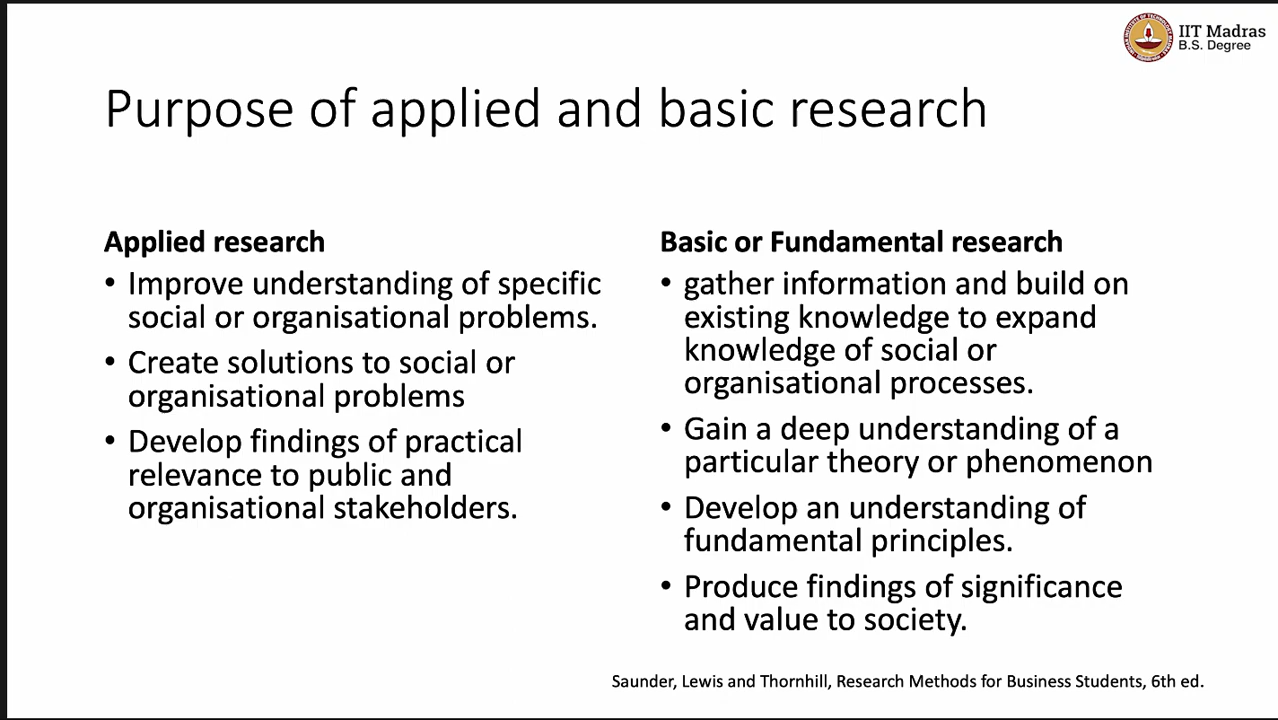 IIT Madras
B.S. Degree
Purpose of applied and basic research
Applied research
• Improve understanding of specific
social or organisational problems.
• Create solutions to social or
organisational problems
• Develop findings of practical
relevance to public and
organisational stakeholders.
Basic or Fundamental research
• gather information and build on
existing knowledge to expand
knowledge of social or
organisational processes.
• Gain a deep understanding of a
particular theory or phenomenon
• Develop an understanding of
fundamental principles.
• Produce findings of significance
and value to society.
Saunder, Lewis and Thornhill, Research Methods for Business Students, 6th ed.